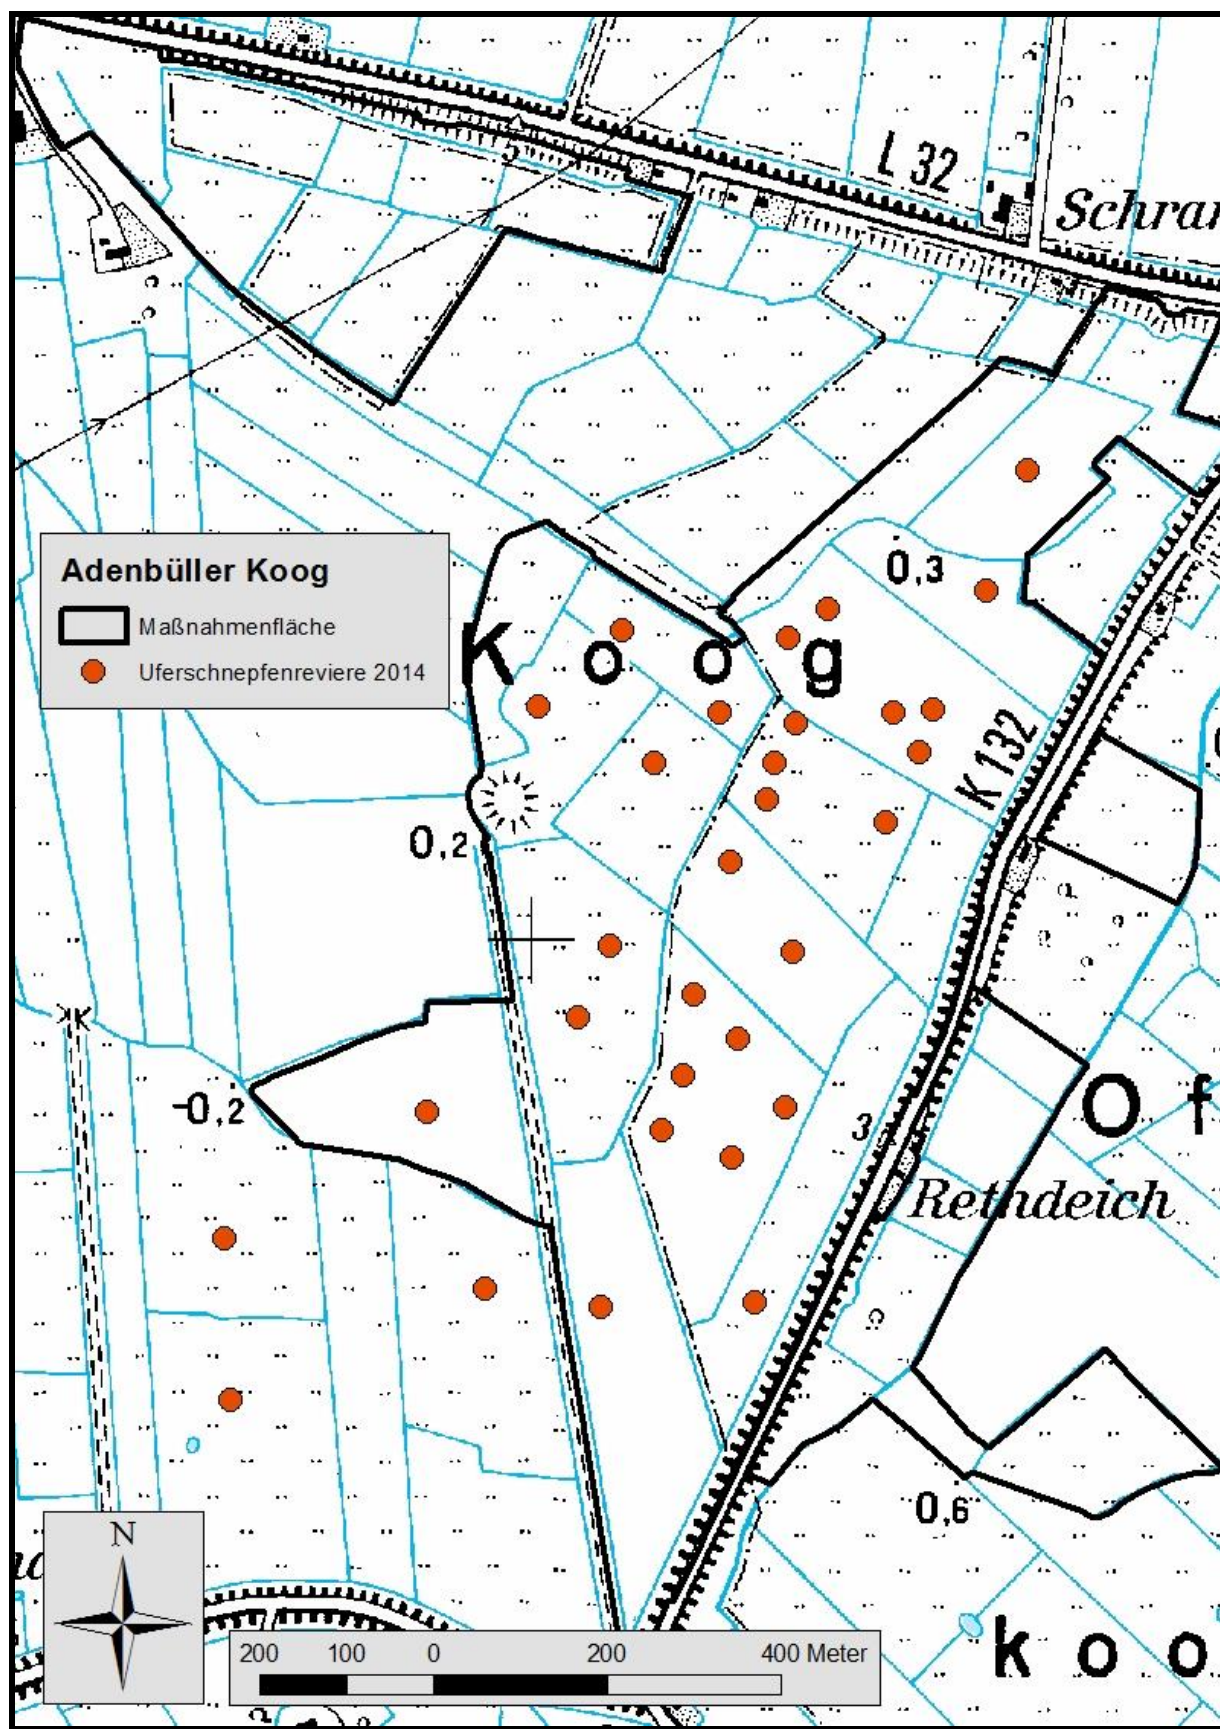 L 32
Schran
Adenbüller Koog
Maßnahmenfläche
Uferschnepfenreviere 2014
0,3
K o o g
K 132
0,2
-0,2
O f
3
Rethdeich
0,6
N
k o o
200 100 0 200 400 Meter